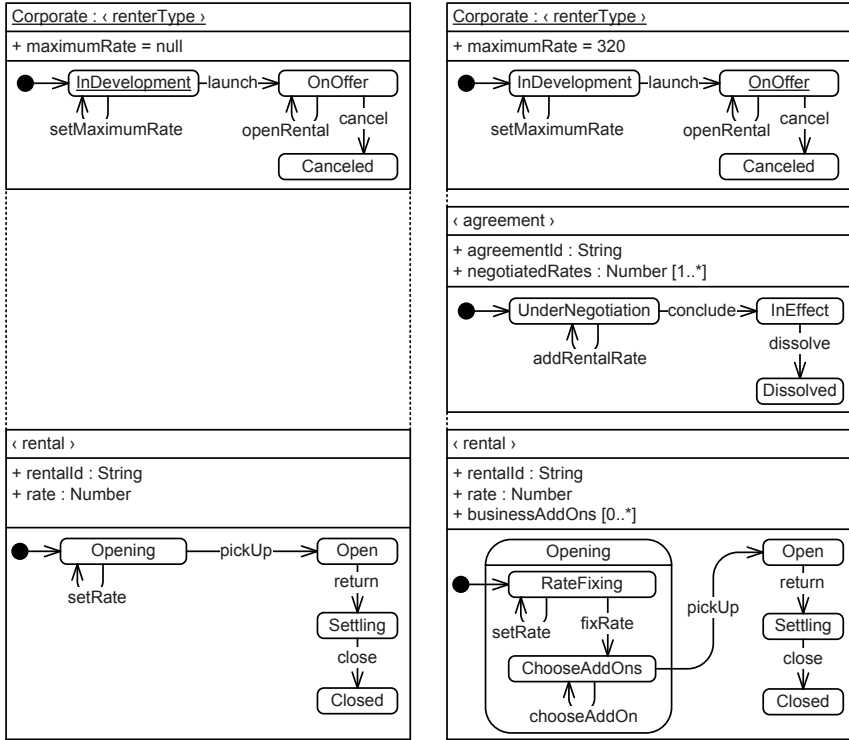 Corporate : ‹ renterType ›
+ maximumRate = null
InDevelopment
launch
OnOffer
setMaximumRate
openRental
cancel
Canceled
‹ rental ›
+ rentalId : String
+ rate : Number
Opening
pickUp
Open
setRate
return
Settling
close
Closed
Corporate : ‹ renterType ›
+ maximumRate = 320
InDevelopment
launch
OnOffer
setMaximumRate
openRental
cancel
Canceled
‹ agreement ›
+ agreementId : String
+ negotiatedRates : Number [1..*]
UnderNegotiation
conclude
InEffect
addRentalRate
dissolve
Dissolved
‹ rental ›
+ rentalId : String
+ rate : Number
+ businessAddOns [0..*]
Opening
RateFixing
setRate
fixRate
ChooseAddOns
chooseAddOn
pickUp
Open
return
Settling
close
Closed